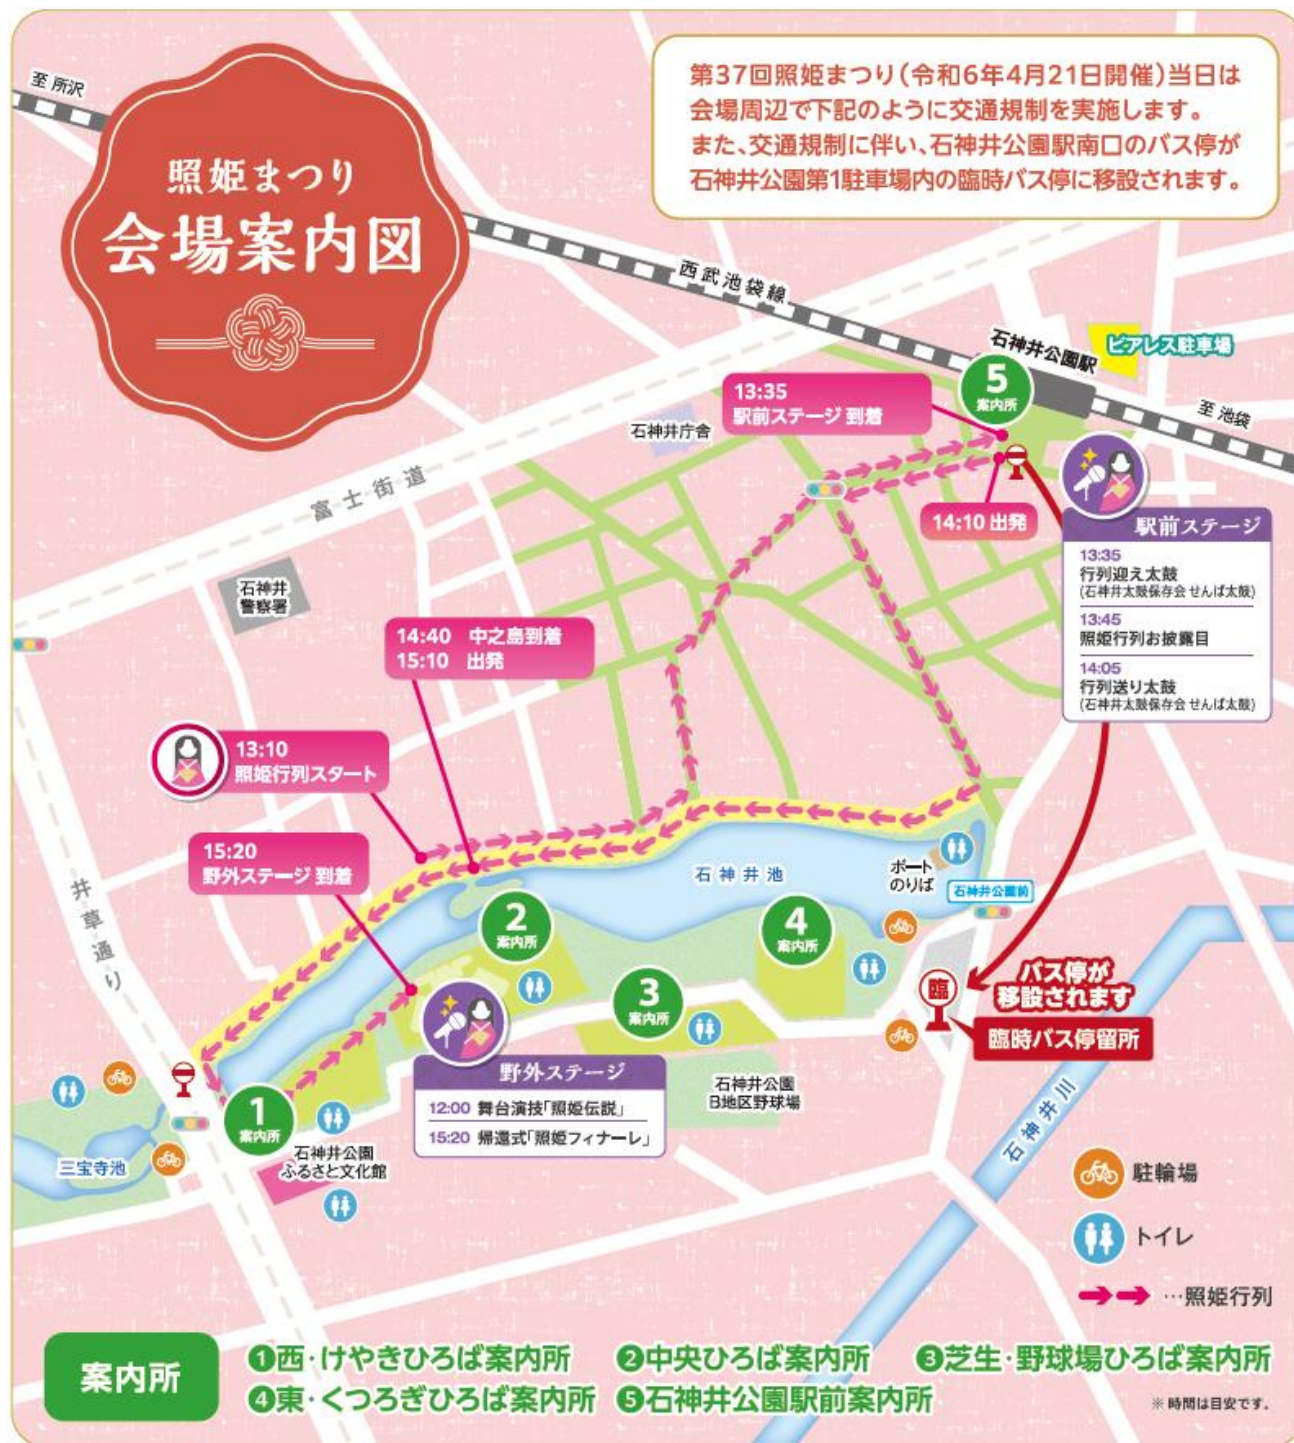 至 所沢
照姫まつり
会場案内図
第37回照姫まつり(令和6年4月21日開催)当日は
会場周辺で下記のように交通規制を実施します。
また、交通規制に伴い、石神井公園駅南口のバス停が
石神井公園第1駐車場内の臨時バス停に移設されます。
西武池袋線
石神井公園駅
ピアレス駐車場
5
案内所
至 池袋
13:35
駅前ステージ 到着
石神井庁舎
富士街道
14:10 出発
駅前ステージ
13:35
行列迎え太鼓
(石神井太鼓保存会 せんば太鼓)
13:45
照姫行列お披露目
14:05
行列送り太鼓
(石神井太鼓保存会 せんば太鼓)
石神井
警察署
14:40 中之島到着
15:10 出発
13:10
照姫行列スタート
15:20
野外ステージ 到着
井草通り
石神井池
ボート
のりば
石神井公園前
2
案内所
4
案内所
3
案内所
臨
バス停が
移設されます
臨時バス停留所
野外ステージ
12:00 舞台演技「照姫伝説」
15:20 帰還式「照姫フィナーレ」
石神井公園
B地区野球場
1
案内所
石神井公園
ふるさと文化館
三宝寺池
石神井川
駐輪場
トイレ
…照姫行列
案内所
❶西・けやきひろば案内所 ❷中央ひろば案内所 ❸芝生・野球場ひろば案内所
❹東・くつろぎひろば案内所 ❺石神井公園駅前案内所
※時間は目安です。